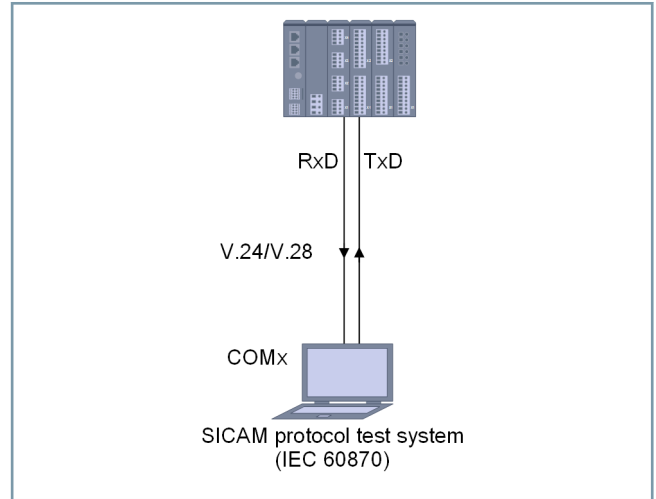 RxD TxD
V.24/V.28
COMx
SICAM protocol test system
(IEC 60870)